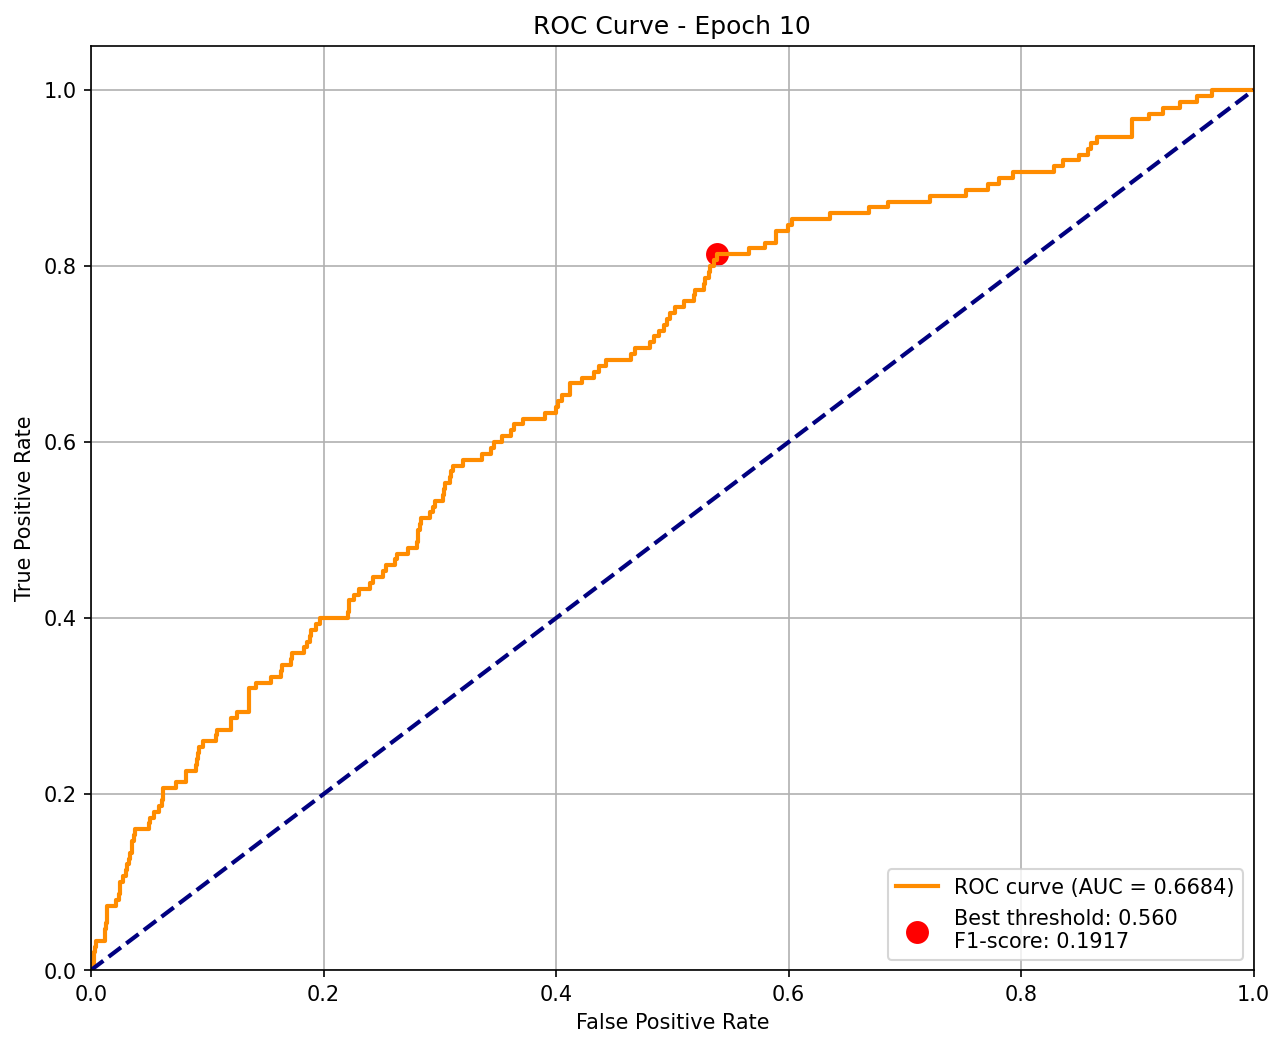 ROC Curve - Epoch 10
True Positive Rate
1.0
0.8
0.6
0.4
0.2
0.0
0.0 0.2 0.4 0.6 0.8 1.0
False Positive Rate
ROC curve (AUC = 0.6684)
Best threshold: 0.560
F1-score: 0.1917